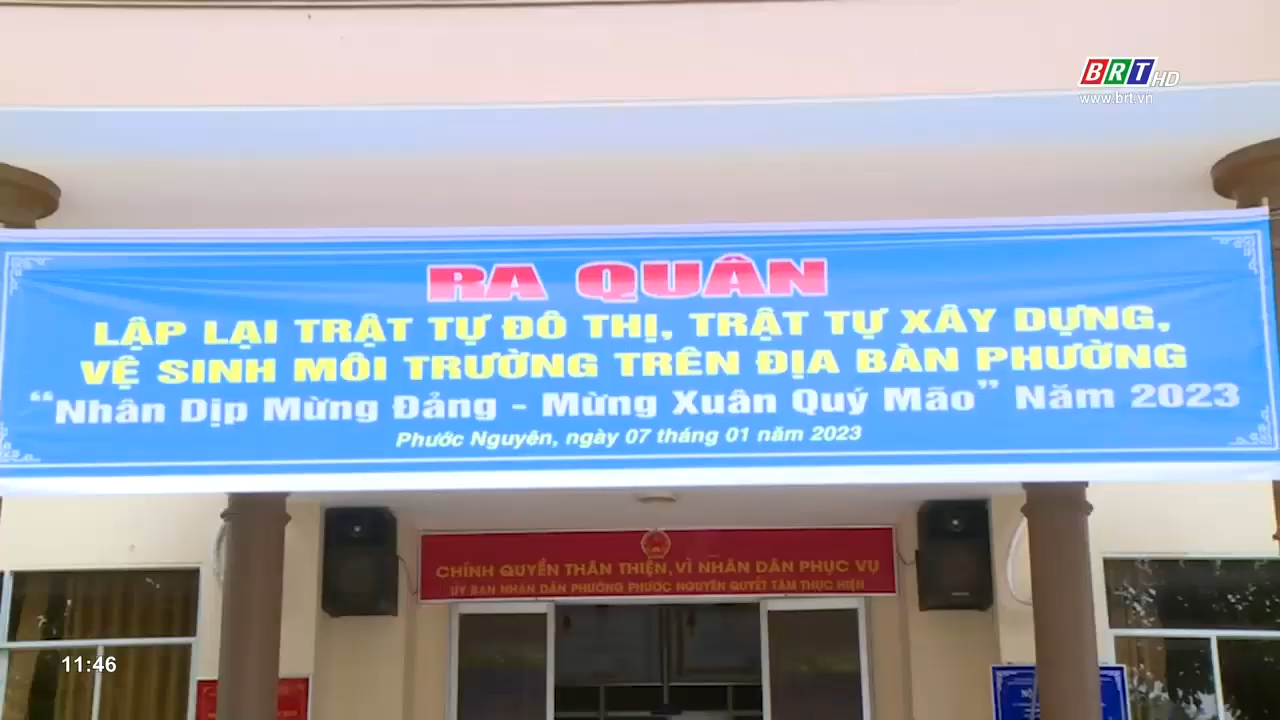 BRT HD
www.brt.vn
RA QUÂN
LẬP LẠI TRẬT TỰ ĐÔ THỊ, TRẬT TỰ XÂY DỰNG,
VỆ SINH MÔI TRƯỜNG TRÊN ĐỊA BÀN PHƯỜNG
“Nhân Dịp Mừng Đảng - Mừng Xuân Quý Mão” Năm 2023
Phước Nguyên, ngày 07 tháng 01 năm 2023
CHÍNH QUYỀN THÂN THIỆN, VÌ NHÂN DÂN PHỤC VỤ
ỦY BAN NHÂN DÂN PHƯỜNG PHƯỚC NGUYÊN QUYẾT TÂM THỰC HIỆN
11:46